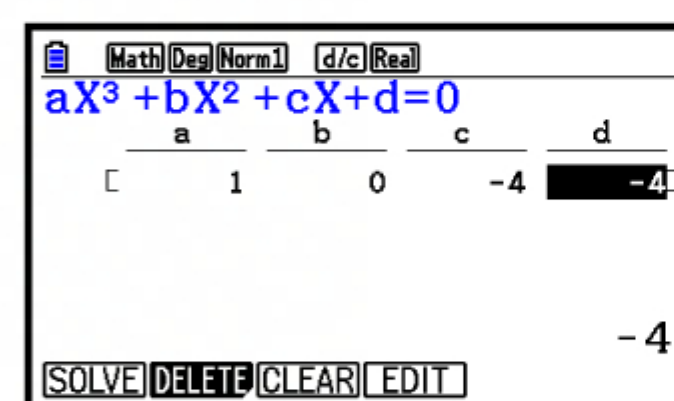 Math Deg Norm1 d/c Real
aX³ +bX² +cX+d=0
a b c d
[ 1 0 -4 -4 ]
-4
SOLVE DELETE CLEAR EDIT